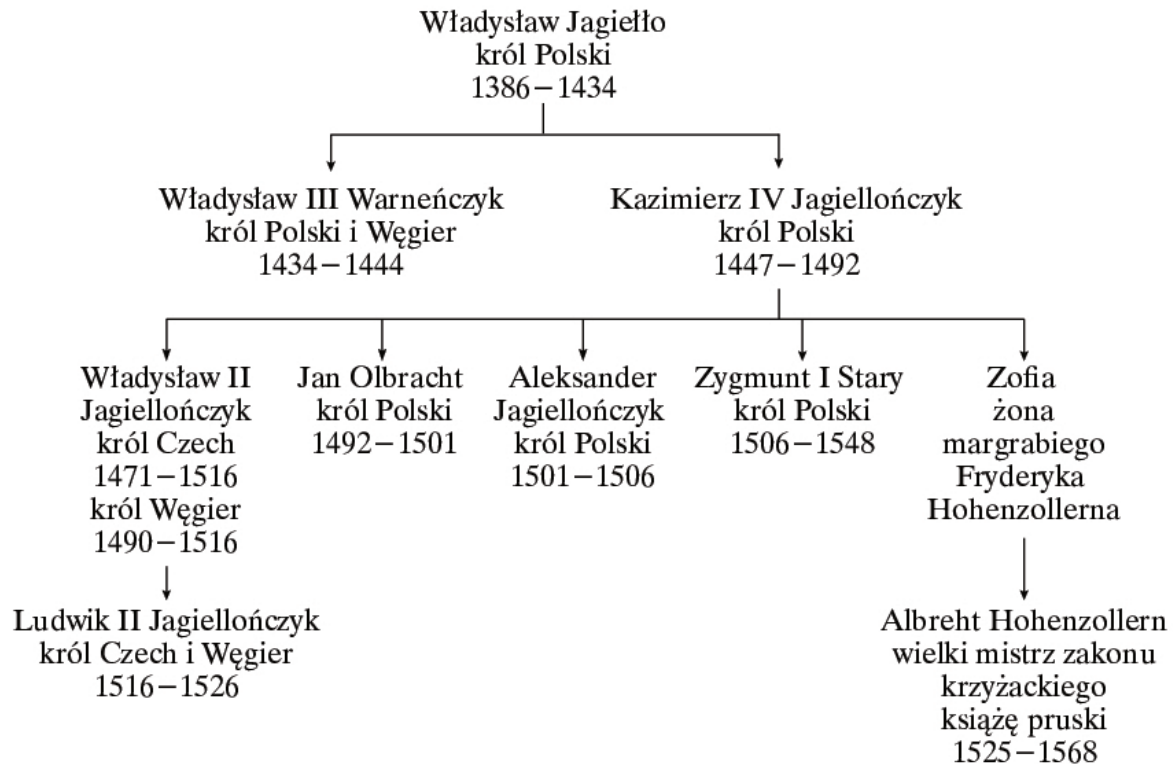 Władysław Jagiełło
król Polski
1386–1434
Władysław III Warneńczyk
król Polski i Węgier
1434–1444
Kazimierz IV Jagiellończyk
król Polski
1447–1492
Władysław II
Jagiellończyk
król Czech
1471–1516
król Węgier
1490–1516
Jan Olbracht
król Polski
1492–1501
Aleksander
Jagiellończyk
król Polski
1501–1506
Zygmunt I Stary
król Polski
1506–1548
Zofia
żona
margrabiego
Fryderyka
Hohenzollerna
Ludwik II Jagiellończyk
król Czech i Węgier
1516–1526
Albreht Hohenzollern
wielki mistrz zakonu
krzyżackiego
książę pruski
1525–1568